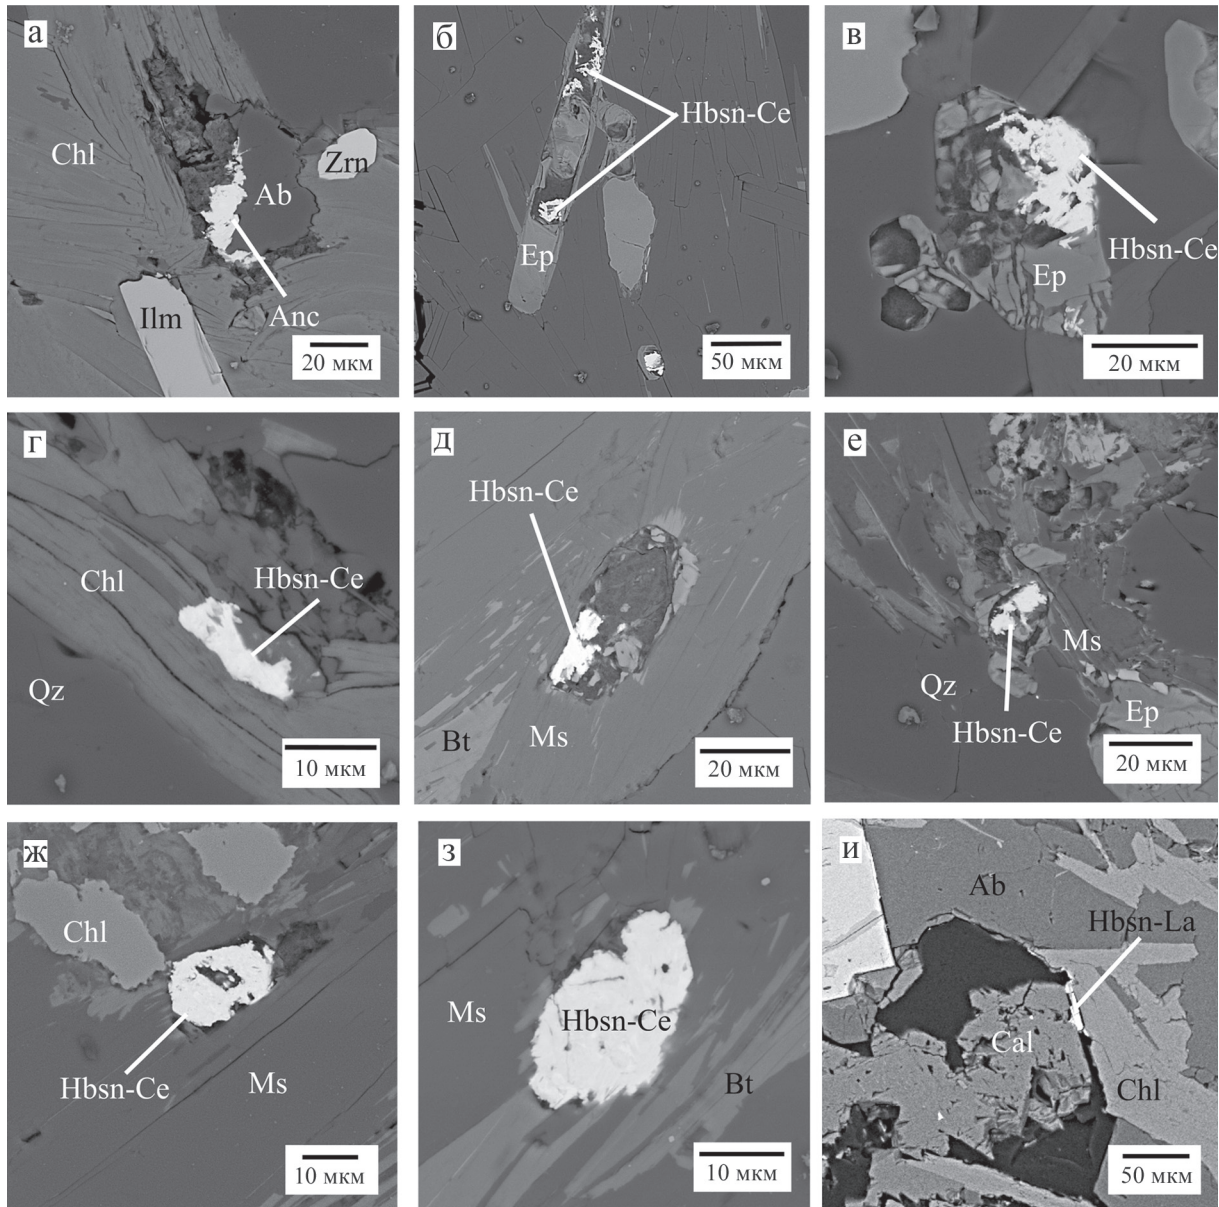 а
Chl
Ab
Zrn
Ilm
Anc
20 мкм
б
Hbsn-Ce
Ep
50 мкм
в
Hbsn-Ce
Ep
20 мкм
г
Chl
Hbsn-Ce
Qz
10 мкм
д
Hbsn-Ce
Bt
Ms
20 мкм
е
Ms
Qz
Ep
Hbsn-Ce
20 мкм
ж
Chl
Hbsn-Ce
Ms
10 мкм
з
Ms
Hbsn-Ce
Bt
10 мкм
и
Ab
Hbsn-La
Cal
Chl
50 мкм